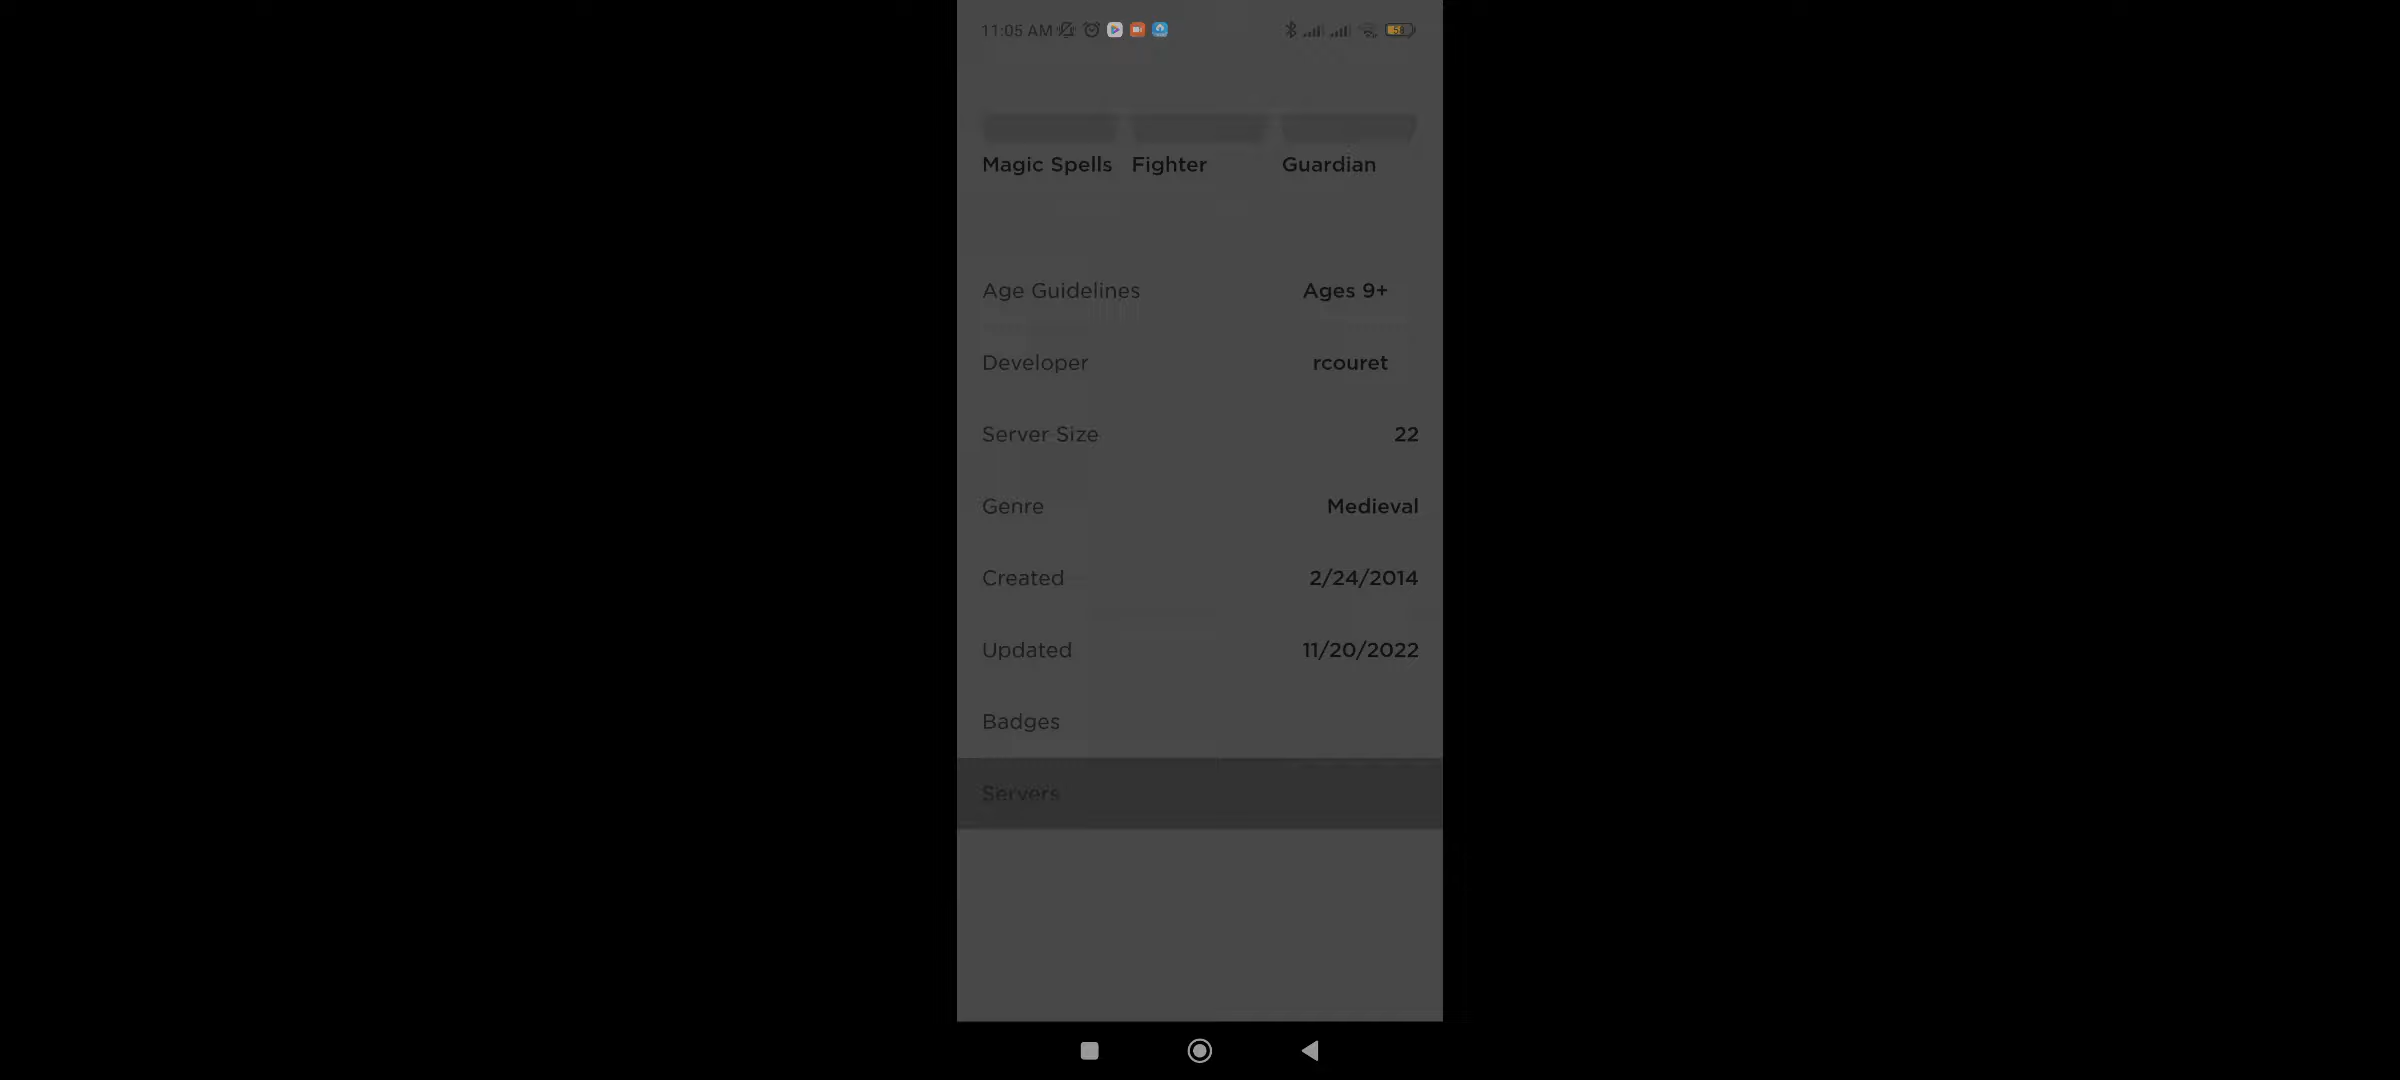 11:05 AM 58
Magic Spells Fighter Guardian
Age Guidelines Ages 9+
Developer rcouret
Server Size 22
Genre Medieval
Created 2/24/2014
Updated 11/20/2022
Badges
Servers